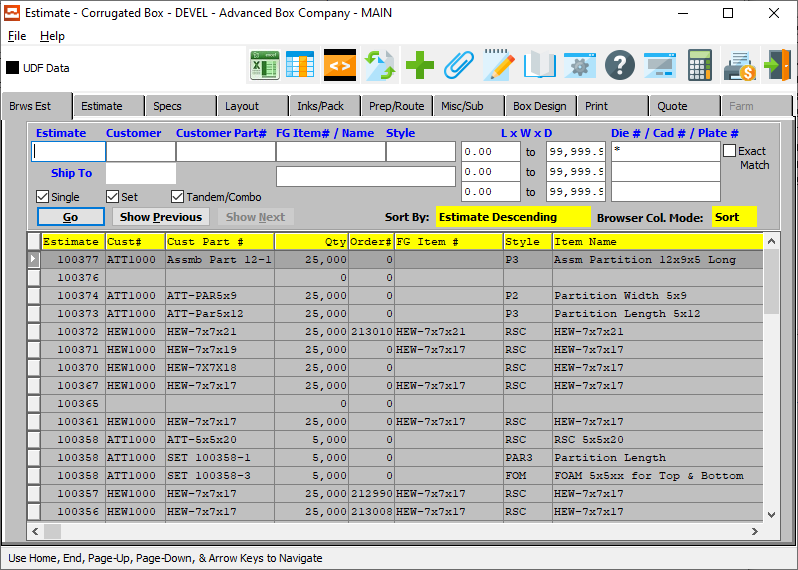 Estimate - Corrugated Box - DEVEL - Advanced Box Company - MAIN
File Help
UDF Data
Brws Est Estimate Specs Layout Inks/Pack Prep/Route Misc/Sub Box Design Print Quote Farm
Estimate Customer Customer Part# FG Item# / Name Style L x W x D Die # / Cad # / Plate #
0.00 to 99,999.9 * Exact Match
Ship To 0.00 to 99,999.9
0.00 to 99,999.9
Single Set Tandem/Combo
Go Show Previous Show Next Sort By: Estimate Descending Browser Col. Mode: Sort
Estimate Cust# Cust Part # Qty Order# FG Item # Style Item Name
100377 ATT1000 Assmb Part 12-1 25,000 0 P3 Assm Partition 12x9x5 Long
100376 0 0
100374 ATT1000 ATT-PAR5x9 25,000 0 P2 Partition Width 5x9
100373 ATT1000 ATT-Par5x12 25,000 0 P3 Partition Length 5x12
100372 HEW1000 HEW-7x7x21 25,000 213010 HEW-7x7x21 RSC HEW-7x7x21
100371 HEW1000 HEW-7x7x19 25,000 0 HEW-7x7x17 RSC HEW-7x7x17
100370 HEW1000 HEW-7X7X18 25,000 0 RSC HEW-7x7x17
100367 HEW1000 HEW-7x7x17 25,000 0 HEW-7x7x17 RSC HEW-7x7x17
100365 0 0
100361 HEW1000 HEW-7x7x17 25,000 0 HEW-7x7x17 RSC HEW-7x7x17
100358 ATT1000 ATT-5x5x20 5,000 0 RSC RSC 5x5x20
100358 ATT1000 SET 100358-1 5,000 0 PAR3 Partition Length
100358 ATT1000 SET 100358-3 5,000 0 FOM FOAM 5x5xx for Top & Bottom
100357 HEW1000 HEW-7x7x17 25,000 212990 HEW-7x7x17 RSC HEW-7x7x17
100356 HEW1000 HEW-7x7x17 25,000 213008 HEW-7x7x17 RSC HEW-7x7x17
Use Home, End, Page-Up, Page-Down, & Arrow Keys to Navigate